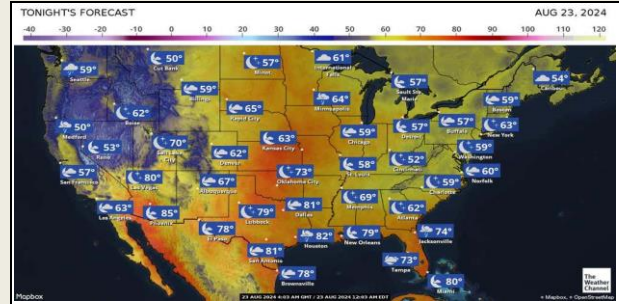 TONIGHT'S FORECAST
AUG 23, 2024
-40 -30 -20 -10 0 10 20 30 40 50 60 70 80 90 100 110 120
59°
Seattle
50°
Cut Bank
57°
Minot
61°
International
Falls
54°
Caribou
59°
Billings
64°
Minneapolis
57°
Sault Ste.
Marie
59°
Boston
62°
Boise
65°
Rapid City
57°
Buffalo
63°
New York
50°
Medford
53°
Reno
70°
Salt Lake
City
62°
Denver
63°
Kansas City
59°
Chicago
57°
Detroit
59°
Washington
57°
San Francisco
80°
Las Vegas
67°
Albuquerque
73°
Oklahoma City
58°
St. Louis
52°
Cincinnati
60°
Norfolk
63°
Los Angeles
85°
Phoenix
79°
Lubbock
81°
Dallas
69°
Memphis
59°
Charlotte
62°
Atlanta
78°
El Paso
82°
Houston
79°
New Orleans
74°
Jacksonville
81°
San Antonio
73°
Tampa
78°
Brownsville
80°
Miami
The
Weather
Channel
Mapbox
23 AUG 2024 4:03 AM GMT / 23 AUG 2024 12:03 AM EDT
© Mapbox, © OpenStreetMap